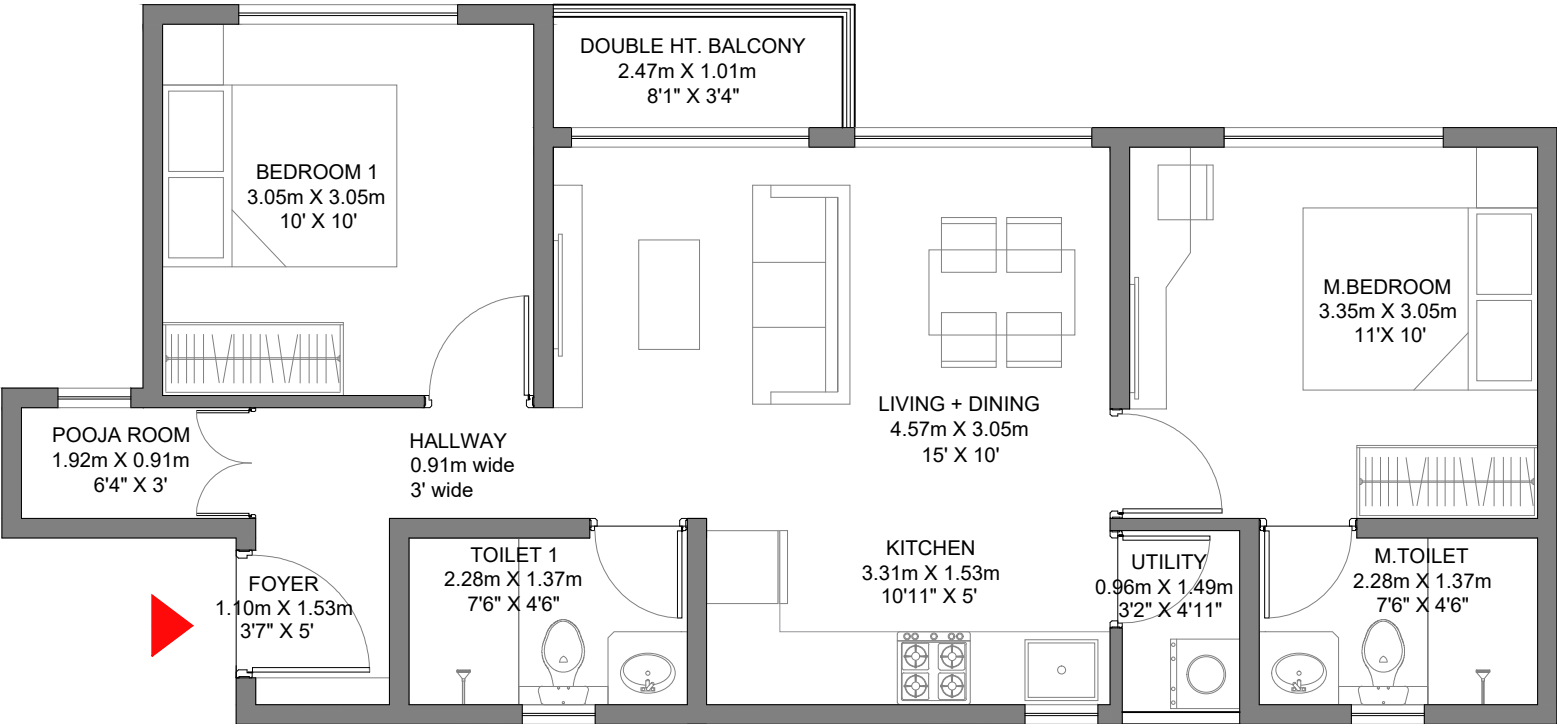 DOUBLE HT. BALCONY
2.47m X 1.01m
8'1" X 3'4"
BEDROOM 1
3.05m X 3.05m
10' X 10'
M.BEDROOM
3.35m X 3.05m
11'X 10'
LIVING + DINING
4.57m X 3.05m
15' X 10'
POOJA ROOM
1.92m X 0.91m
6'4" X 3'
HALLWAY
0.91m wide
3' wide
FOYER
1.10m X 1.53m
3'7" X 5'
TOILET 1
2.28m X 1.37m
7'6" X 4'6"
KITCHEN
3.31m X 1.53m
10'11" X 5'
UTILITY
0.96m X 1.49m
3'2" X 4'11"
M.TOILET
2.28m X 1.37m
7'6" X 4'6"